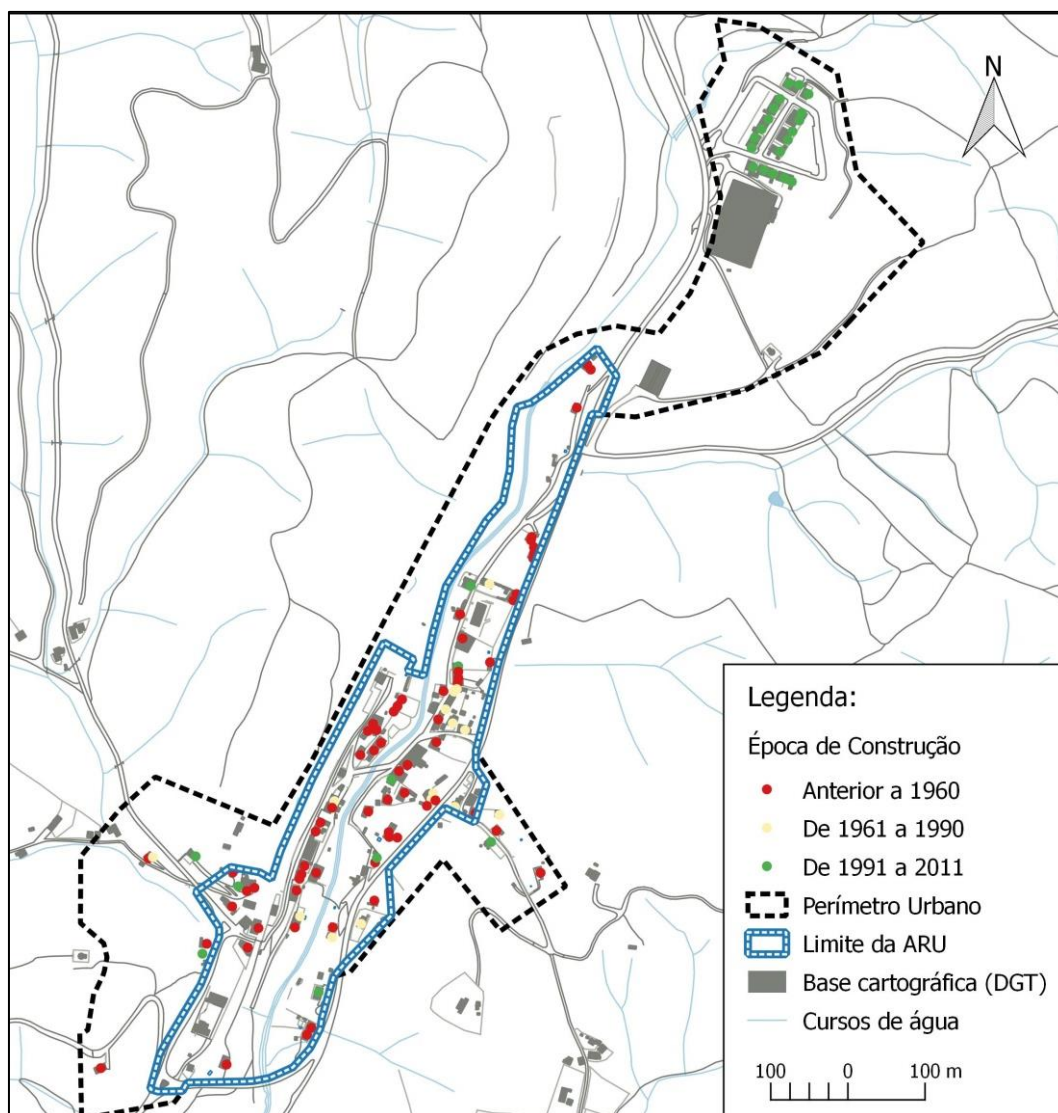 N
Legenda:
Época de Construção
Anterior a 1960
De 1961 a 1990
De 1991 a 2011
Perímetro Urbano
Limite da ARU
Base cartográfica (DGT)
Cursos de água
100 0 100 m